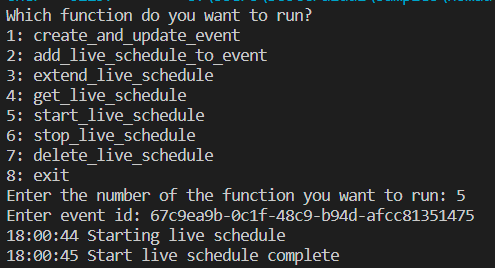 Which function do you want to run?
1: create_and_update_event
2: add_live_schedule_to_event
3: extend_live_schedule
4: get_live_schedule
5: start_live_schedule
6: stop_live_schedule
7: delete_live_schedule
8: exit
Enter the number of the function you want to run: 5
Enter event id: 67c9ea9b-0c1f-48c9-b94d-afcc81351475
18:00:44 Starting live schedule
18:00:45 Start live schedule complete